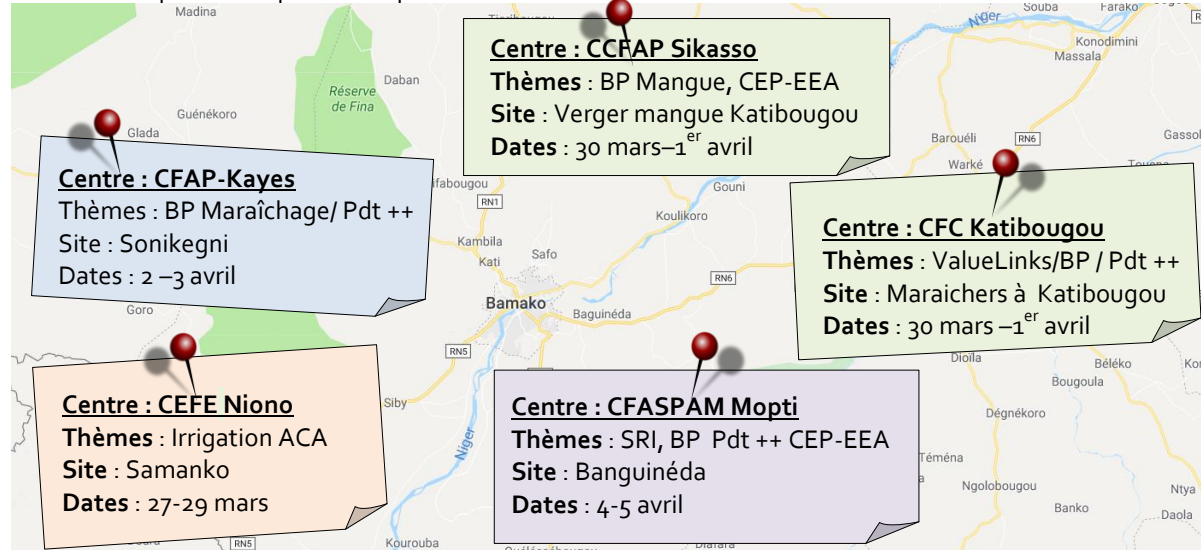 Madina
Souba
Farako
Niger
Konodimini
Massala
Centre : CCFAP Sikasso
Thèmes : BP Mangue, CEP-EEA
Site : Verger mangue Katibougou
Dates : 30 mars–1er avril
Daban
Réserve
de Fina
Guénékoro
Glada
Barouéli
RN6
Warké
Centre : CFAP-Kayes
Thèmes : BP Maraîchage/ Pdt ++
Site : Sonikegni
Dates : 2 –3 avril
RN1
Gouni
Koulikoro
Kambila
Safo
Kati
RN6
Centre : CFC Katibougou
Thèmes : ValueLinks/BP / Pdt ++
Site : Maraichers à Katibougou
Dates : 30 mars –1er avril
Goro
Bamako
Baguinéda
RN5
Dioïla
Béléko
Bougoula
Centre : CEFE Niono
Thèmes : Irrigation ACA
Site : Samanko
Dates : 27-29 mars
Siby
Niger
Centre : CFASPAM Mopti
Thèmes : SRI, BP Pdt ++ CEP-EEA
Site : Banguinéda
Dates : 4-5 avril
Dégnékoro
Téména
Ngolobougou
Ntya
Banko
Daola
RN5
Kourouba